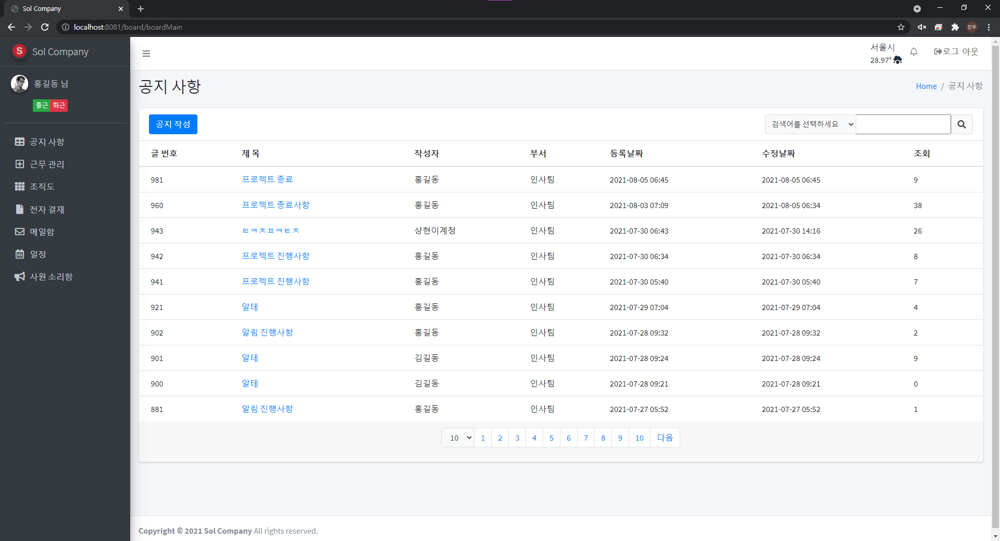 Sol Company
localhost:8081/board/boardMain
진우
S Sol Company
서울시
28.97°
로그 아웃
홍길동 님
출근 퇴근
공지 사항
근무 관리
조직도
전자 결재
메일함
일정
사원 소리함
공지 사항
Home / 공지 사항
공지 작성
검색어를 선택하세요
글 번호 제 목 작성자 부서 등록날짜 수정날짜 조회
981 프로젝트 종료 홍길동 인사팀 2021-08-05 06:45 2021-08-05 06:45 9
960 프로젝트 종료사항 홍길동 인사팀 2021-08-03 07:09 2021-08-05 06:34 38
943 ㅌㅋㅊㅍㅋㅌㅊ 상현이계정 인사팀 2021-07-30 06:43 2021-07-30 14:16 26
942 프로젝트 진행사항 홍길동 인사팀 2021-07-30 06:34 2021-07-30 06:34 8
941 프로젝트 진행사항 홍길동 인사팀 2021-07-30 05:40 2021-07-30 05:40 7
921 알테 홍길동 인사팀 2021-07-29 07:04 2021-07-29 07:04 4
902 알림 진행사항 홍길동 인사팀 2021-07-28 09:32 2021-07-28 09:32 2
901 알테 김길동 인사팀 2021-07-28 09:24 2021-07-28 09:24 9
900 알테 김길동 인사팀 2021-07-28 09:21 2021-07-28 09:21 0
881 알림 진행사항 홍길동 인사팀 2021-07-27 05:52 2021-07-27 05:52 1
10 1 2 3 4 5 6 7 8 9 10 다음
Copyright © 2021 Sol Company All rights reserved.